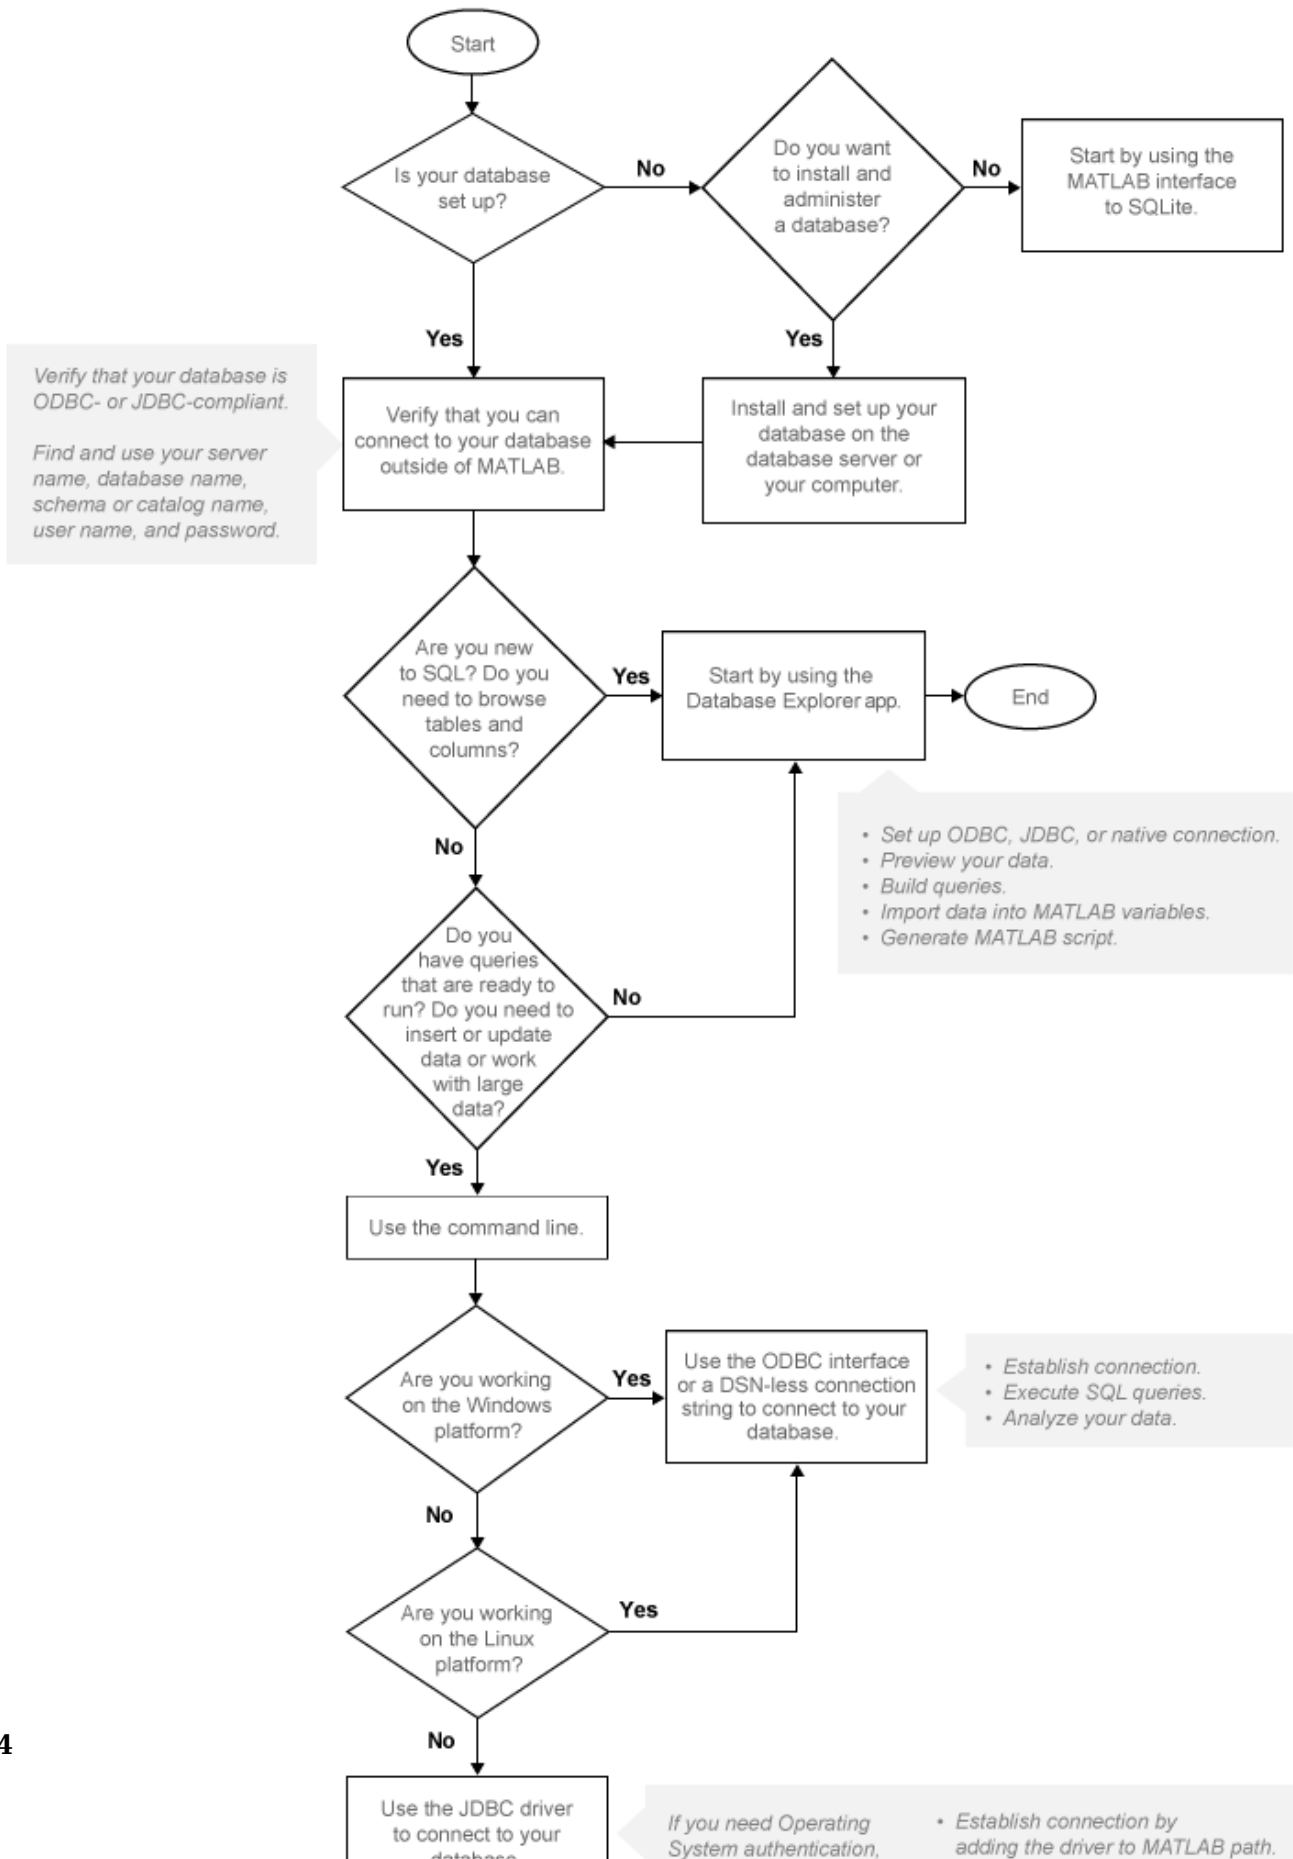 Start
Is your database
set up?
No
Do you want
to install and
administer
a database?
No
Start by using the
MATLAB interface
to SQLite.
Yes
Yes
Verify that your database is
ODBC- or JDBC-compliant.
Find and use your server
name, database name,
schema or catalog name,
user name, and password.
Verify that you can
connect to your database
outside of MATLAB.
Install and set up your
database on the
database server or
your computer.
Are you new
to SQL? Do you
need to browse
tables and
columns?
Yes
Start by using the
Database Explorer app.
End
No
• Set up ODBC, JDBC, or native connection.
• Preview your data.
• Build queries.
• Import data into MATLAB variables.
• Generate MATLAB script.
Do you
have queries
that are ready to
run? Do you need to
insert or update
data or work
with large
data?
No
Yes
Use the command line.
Are you working
on the Windows
platform?
Yes
Use the ODBC interface
or a DSN-less connection
string to connect to your
database.
• Establish connection.
• Execute SQL queries.
• Analyze your data.
No
Are you working
on the Linux
platform?
Yes
No
4
Use the JDBC driver
to connect to your
database
If you need Operating
System authentication,
• Establish connection by
adding the driver to MATLAB path.